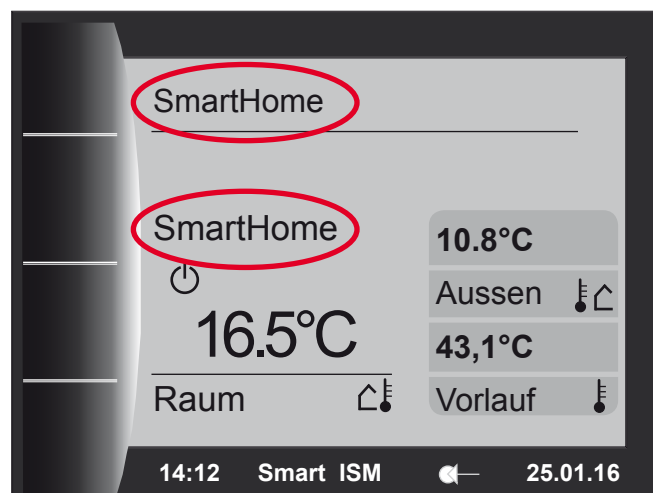 SmartHome
SmartHome
16.5°C
Raum
10.8°C
Aussen
43,1°C
Vorlauf
14:12 Smart ISM 25.01.16